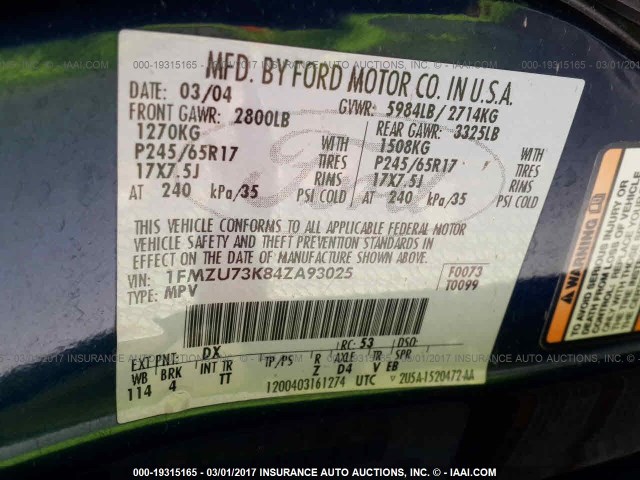 000-19315165 - 03/01/2017 INSURANCE AUTO AUCTIONS © - IAAI.COM
MFD. BY FORD MOTOR CO. IN U.S.A.
DATE: 03/04 GVWR: 5984LB/ 2714KG
FRONT GAWR: 2800LB REAR GAWR: 3325LB
1270KG WITH 1508KG WITH
P245/65R17 TIRES P245/65R17 TIRES
17X7.5J RIMS 17X7.5J RIMS
AT 240 kPa/35 PSI COLD AT 240 kPa/35 PSI COLD
Ford
THIS VEHICLE CONFORMS TO ALL APPLICABLE FEDERAL MOTOR
VEHICLE SAFETY AND THEFT PREVENTION STANDARDS IN
EFFECT ON THE DATE OF MANUFACTURE SHOWN ABOVE.
VIN: 1FMZU73K84ZA93025 F0073
TYPE: MPV T0099
EXT PNT: DX RC: 53 DSO:
WB BRK INT TR TP/PS R AXLE TR SPR
114 4 TT Z D4 V EB
1200403161274 UTC 2U5A-1520472-AA
WARNING
000-19315165 - 03/01/2017 INSURANCE AUTO AUCTIONS © - IAAI.COM